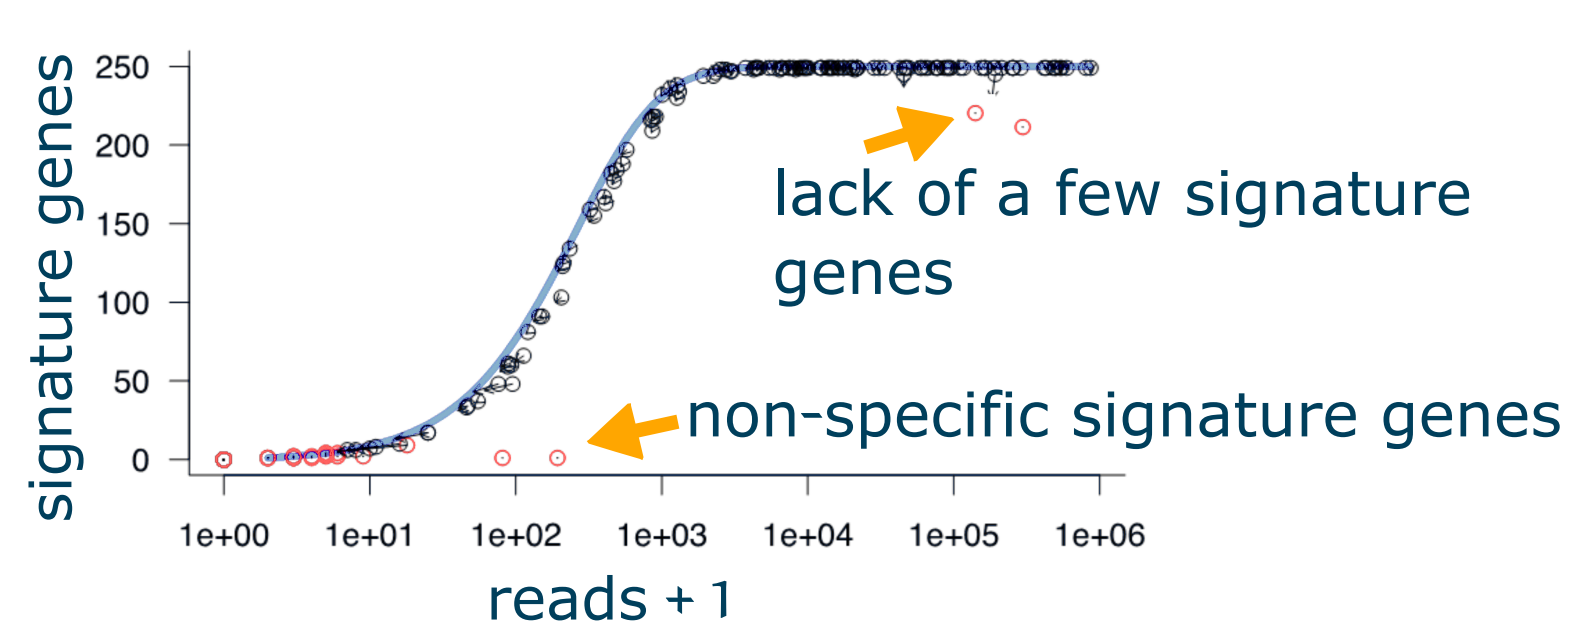 signature genes
250
200
150
100
50
0
lack of a few signature
genes
non-specific signature genes
1e+00 1e+01 1e+02 1e+03 1e+04 1e+05 1e+06
reads + 1